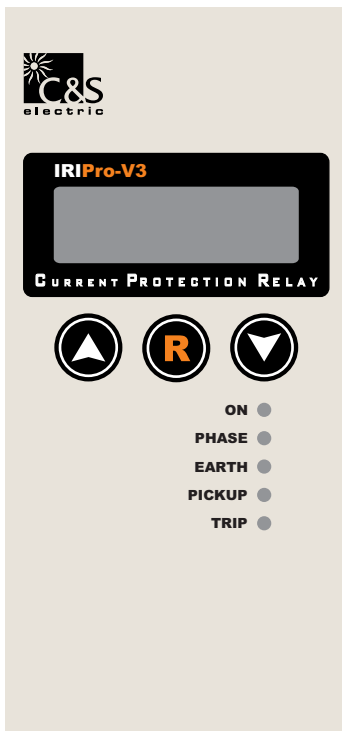 C&S
electric
IRIPro-V3
CURRENT PROTECTION RELAY
R
ON
PHASE
EARTH
PICKUP
TRIP